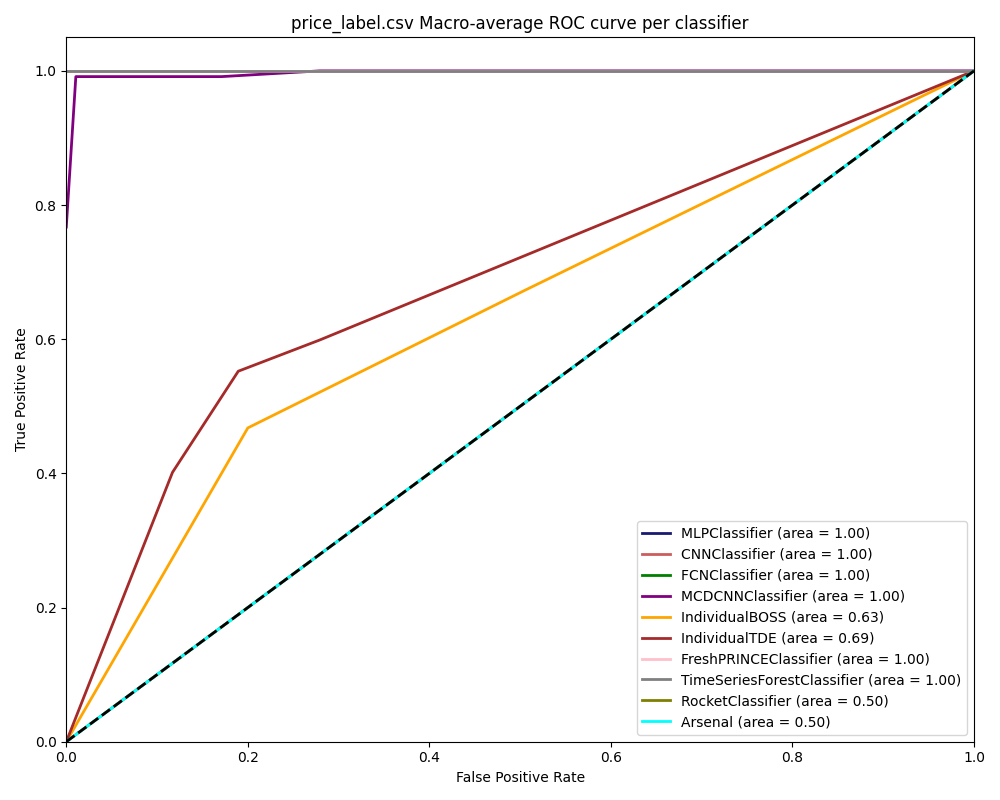 price_label.csv Macro-average ROC curve per classifier
1.0
0.8
0.6
0.4
0.2
0.0
True Positive Rate
MLPClassifier (area = 1.00)
CNNClassifier (area = 1.00)
FCNClassifier (area = 1.00)
MCDCNNClassifier (area = 1.00)
IndividualBOSS (area = 0.63)
IndividualTDE (area = 0.69)
FreshPRINCEClassifier (area = 1.00)
TimeSeriesForestClassifier (area = 1.00)
RocketClassifier (area = 0.50)
Arsenal (area = 0.50)
0.0 0.2 0.4 0.6 0.8 1.0
False Positive Rate